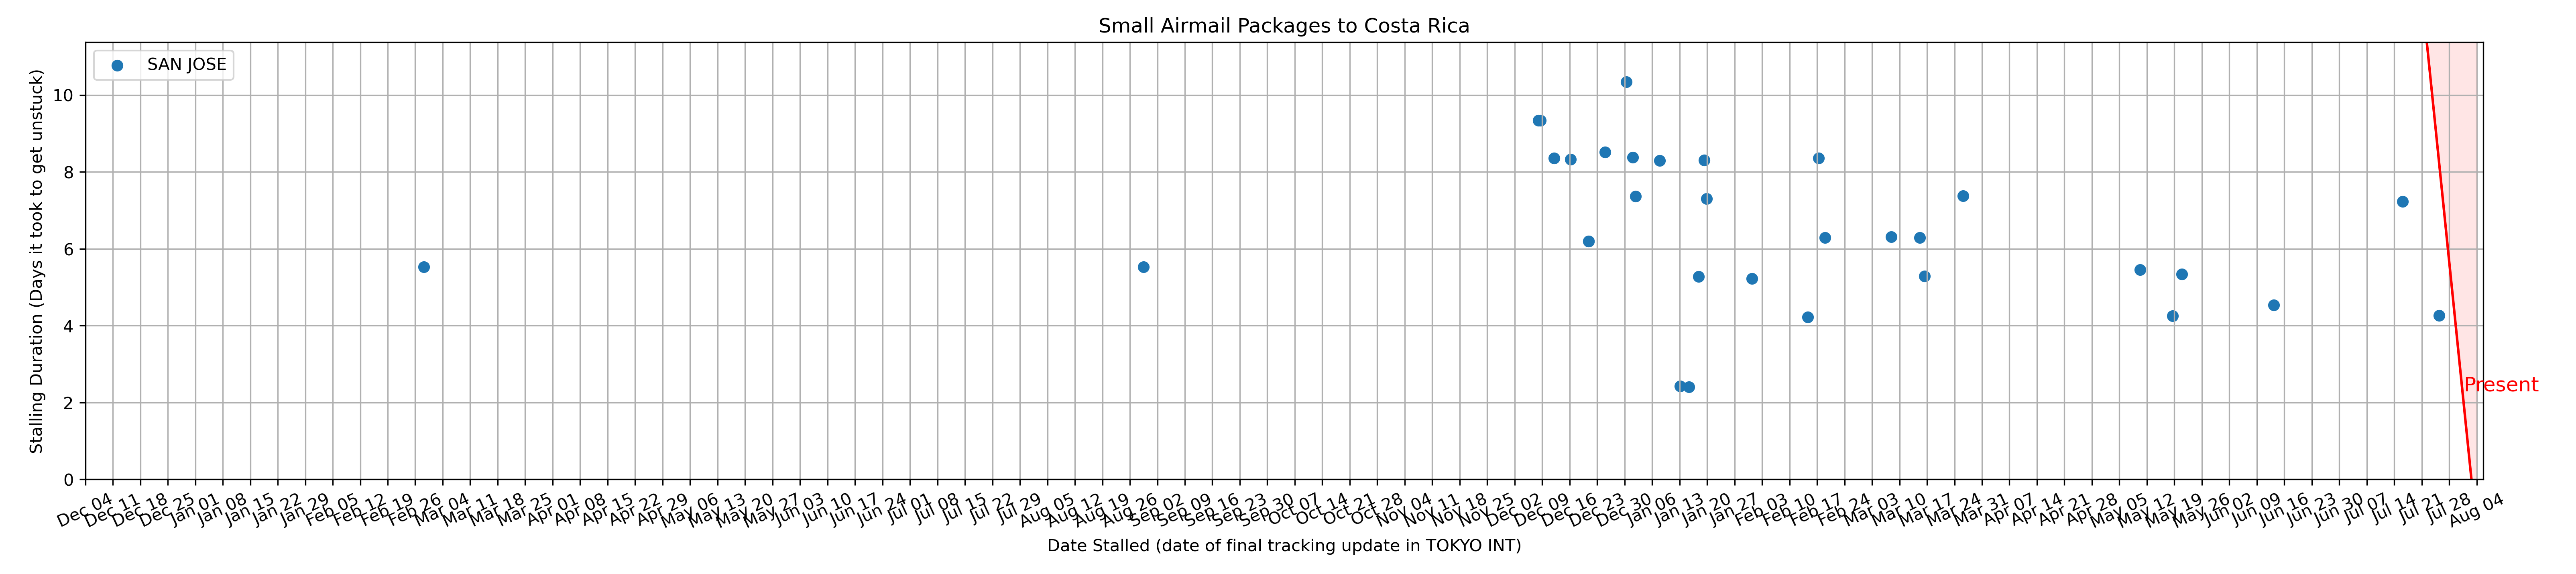 Small Airmail Packages to Costa Rica
SAN JOSE
Stalling Duration (Days it took to get unstuck)
10
8
6
4
2
0
Present
Dec 04
Dec 11
Dec 18
Dec 25
Jan 01
Jan 08
Jan 15
Jan 22
Jan 29
Feb 05
Feb 12
Feb 19
Feb 26
Mar 04
Mar 11
Mar 18
Mar 25
Apr 01
Apr 08
Apr 15
Apr 22
Apr 29
May 06
May 13
May 20
May 27
Jun 03
Jun 10
Jun 17
Jun 24
Jul 01
Jul 08
Jul 15
Jul 22
Jul 29
Aug 05
Aug 12
Aug 19
Aug 26
Sep 02
Sep 09
Sep 16
Sep 23
Sep 30
Oct 07
Oct 14
Oct 21
Oct 28
Nov 04
Nov 11
Nov 18
Nov 25
Dec 02
Dec 09
Dec 16
Dec 23
Dec 30
Jan 06
Jan 13
Jan 20
Jan 27
Feb 03
Feb 10
Feb 17
Feb 24
Mar 03
Mar 10
Mar 17
Mar 24
Mar 31
Apr 07
Apr 14
Apr 21
Apr 28
May 05
May 12
May 19
May 26
Jun 02
Jun 09
Jun 16
Jun 23
Jun 30
Jul 07
Jul 14
Jul 21
Jul 28
Aug 04
Date Stalled (date of final tracking update in TOKYO INT)